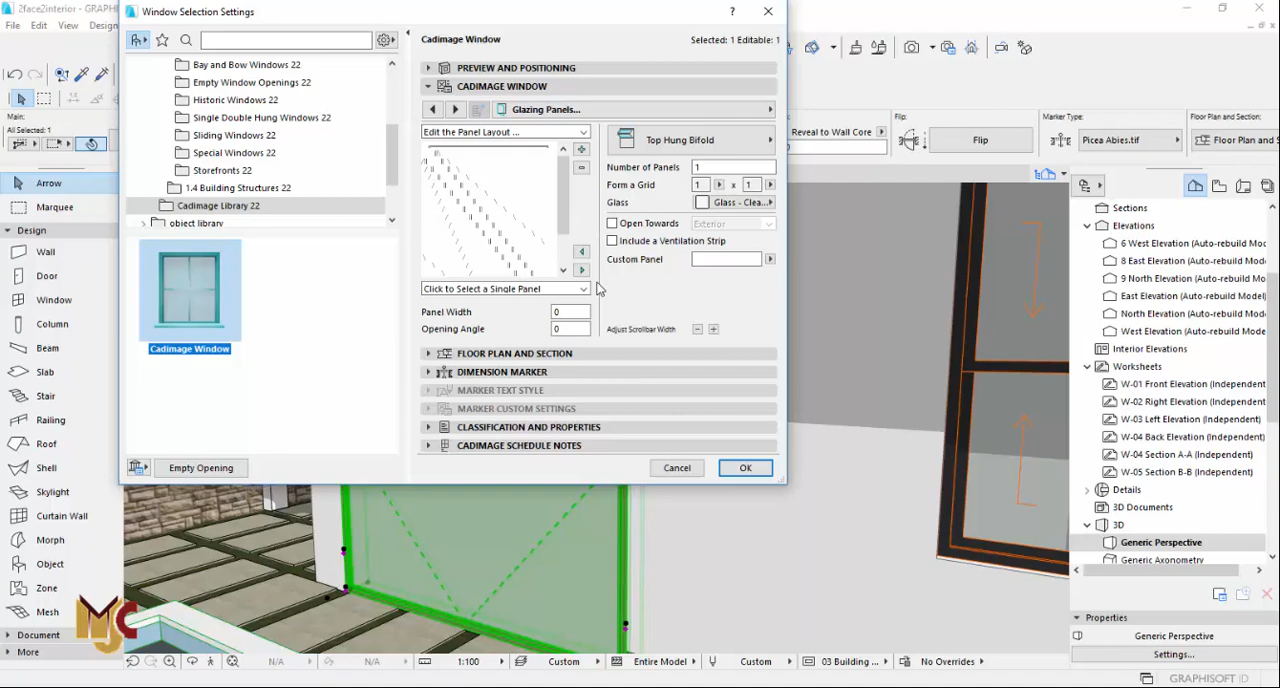 2face2interior
GRAPHISOFT
File
Edit
View
Design
Main:
All Selected: 1
Arrow
Marquee
Design
Wall
Door
Window
Column
Beam
Slab
Stair
Railing
Roof
Shell
Skylight
Curtain Wall
Morph
Object
Zone
Mesh
Document
More
Window Selection Settings
?
Bay and Bow Windows 22
Empty Window Openings 22
Historic Windows 22
Single Double Hung Windows 22
Sliding Windows 22
Special Windows 22
Storefronts 22
1.4 Building Structures 22
Cadimage Library 22
object library
Cadimage Window
Empty Opening
Cadimage Window
Selected: 1 Editable: 1
PREVIEW AND POSITIONING
CADIMAGE WINDOW
Glazing Panels...
Edit the Panel Layout ...
Click to Select a Single Panel
Panel Width 0
Opening Angle 0
Top Hung Bifold
Number of Panels 1
Form a Grid 1 x 1
Glass Glass - Clea...
Open Towards Exterior
Include a Ventilation Strip
Custom Panel
Adjust Scrollbar Width
FLOOR PLAN AND SECTION
DIMENSION MARKER
MARKER TEXT STYLE
MARKER CUSTOM SETTINGS
CLASSIFICATION AND PROPERTIES
CADIMAGE SCHEDULE NOTES
Cancel
OK
Reveal to Wall Core
Flip
Marker Type:
Picea Abies.tif
Floor Plan and Section:
Floor Plan and
Sections
Elevations
6 West Elevation (Auto-rebuild Mo
8 East Elevation (Auto-rebuild Mod
9 North Elevation (Auto-rebuild Mo
East Elevation (Auto-rebuild Model)
North Elevation (Auto-rebuild Mode
West Elevation (Auto-rebuild Mode
Interior Elevations
Worksheets
W-01 Front Elevation (Independent
W-02 Right Elevation (Independent
W-03 Left Elevation (Independent)
W-04 Back Elevation (Independent
W-04 Section A-A (Independent)
W-05 Section B-B (Independent)
Details
3D Documents
3D
Generic Perspective
Generic Axonometry
Properties
Generic Perspective
Settings...
MJC
N/A
N/A
1:100
Custom
Entire Model
Custom
03 Building ...
No Overrides
GRAPHISOFT ID